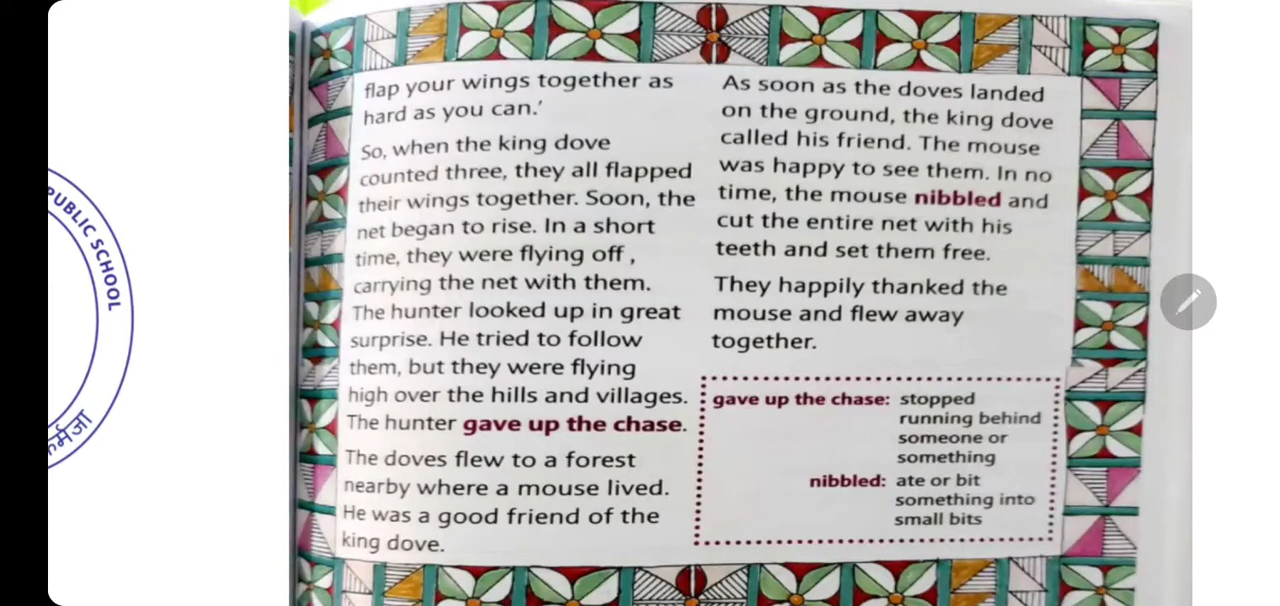 flap your wings together as
hard as you can.'
So, when the king dove
counted three, they all flapped
their wings together. Soon, the
net began to rise. In a short
time, they were flying off ,
carrying the net with them.
The hunter looked up in great
surprise. He tried to follow
them, but they were flying
high over the hills and villages.
The hunter gave up the chase.
The doves flew to a forest
nearby where a mouse lived.
He was a good friend of the
king dove.
As soon as the doves landed
on the ground, the king dove
called his friend. The mouse
was happy to see them. In no
time, the mouse nibbled and
cut the entire net with his
teeth and set them free.
They happily thanked the
mouse and flew away
together.
gave up the chase: stopped
running behind
someone or
something
nibbled: ate or bit
something into
small bits
PUBLIC SCHOOL